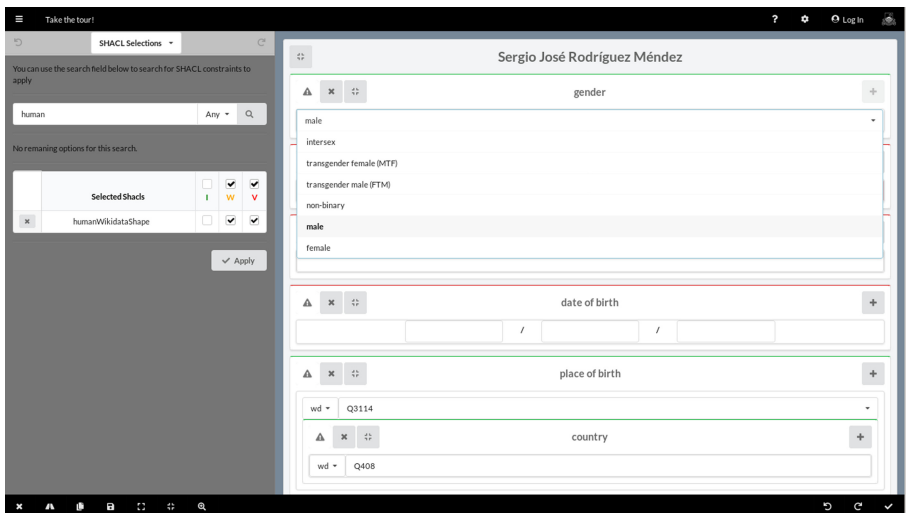 Take the tour!
? Log In
SHACL Selections
You can use the search field below to search for SHACL constraints to
apply
human Any
No remaning options for this search.
Selected Shacls I W V
humanWikidataShape
Apply
Sergio José Rodríguez Méndez
gender
male
intersex
transgender female (MTF)
transgender male (FTM)
non-binary
male
female
date of birth
/ /
place of birth
wd Q3114
country
wd Q408